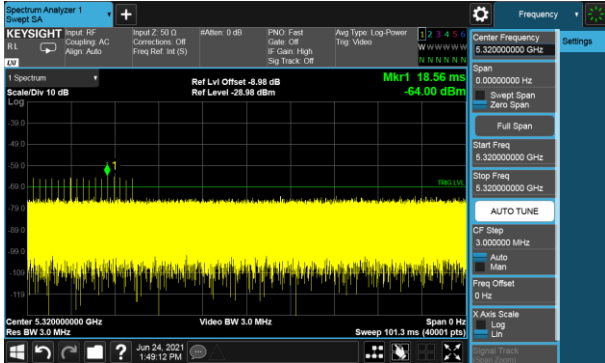 Spectrum Analyzer 1
Swept SA
Frequency
KEYSIGHT
RL
LXI
Input: RF
Coupling: AC
Align: Auto
Input Z: 50 Ω
Corrections: Off
Freq Ref: Int (S)
#Atten: 0 dB
PNO: Fast
Gate: Off
IF Gain: High
Sig Track: Off
Avg Type: Log-Power
Trig: Video
1 2 3 4 5 6
W W W W W W
N N N N N N
1 Spectrum
Scale/Div 10 dB
Log
Ref Lvl Offset -8.98 dB
Ref Level -28.98 dBm
Mkr1 18.56 ms
-64.00 dBm
-39.0
-49.0
-59.0
-69.0
-79.0
-89.0
-99.0
-109
-119
1
TRIG LVL
Center 5.320000000 GHz
Res BW 3.0 MHz
Video BW 3.0 MHz
Span 0 Hz
Sweep 101.3 ms (40001 pts)
Center Frequency
5.320000000 GHz
Settings
Span
0.00000000 Hz
Swept Span
Zero Span
Full Span
Start Freq
5.320000000 GHz
Stop Freq
5.320000000 GHz
AUTO TUNE
CF Step
3.000000 MHz
Auto
Man
Freq Offset
0 Hz
X Axis Scale
Log
Lin
Signal Track
(Span Zoom)
Jun 24, 2021
1:49:12 PM